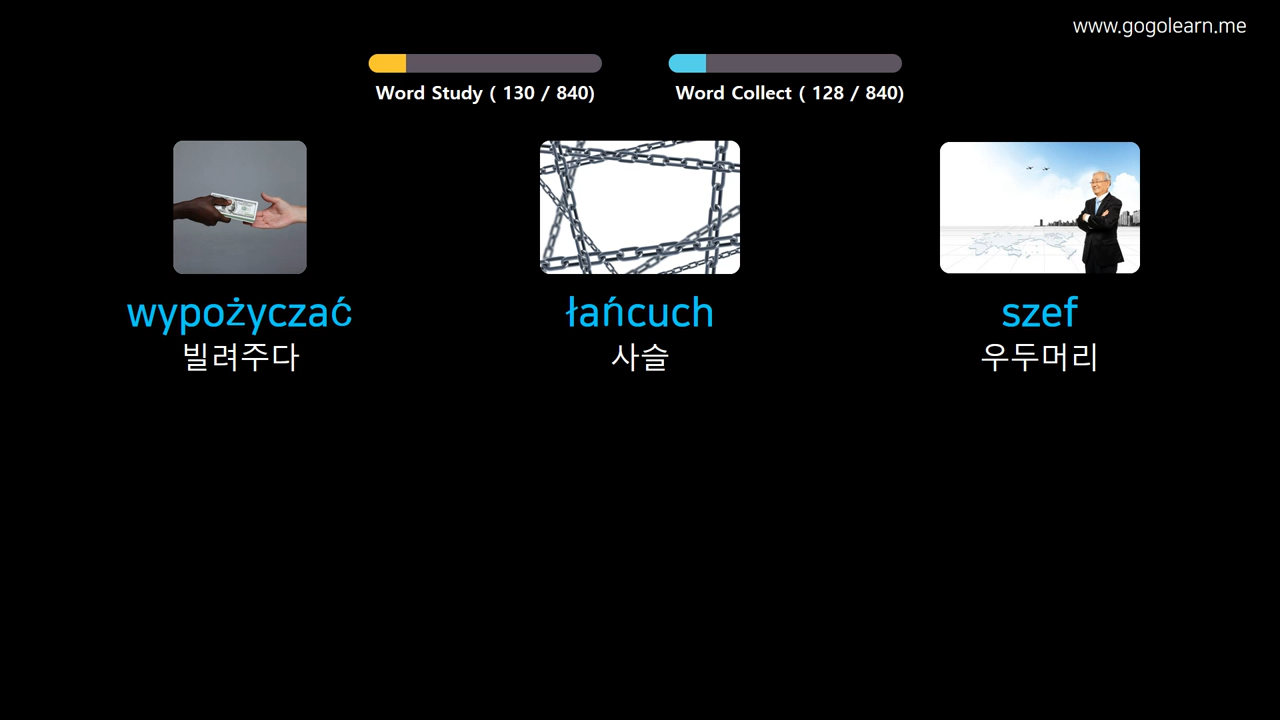 www.gogolearn.me
Word Study ( 130 / 840)
Word Collect ( 128 / 840)
wypożyczać
빌려주다
łańcuch
사슬
szef
우두머리